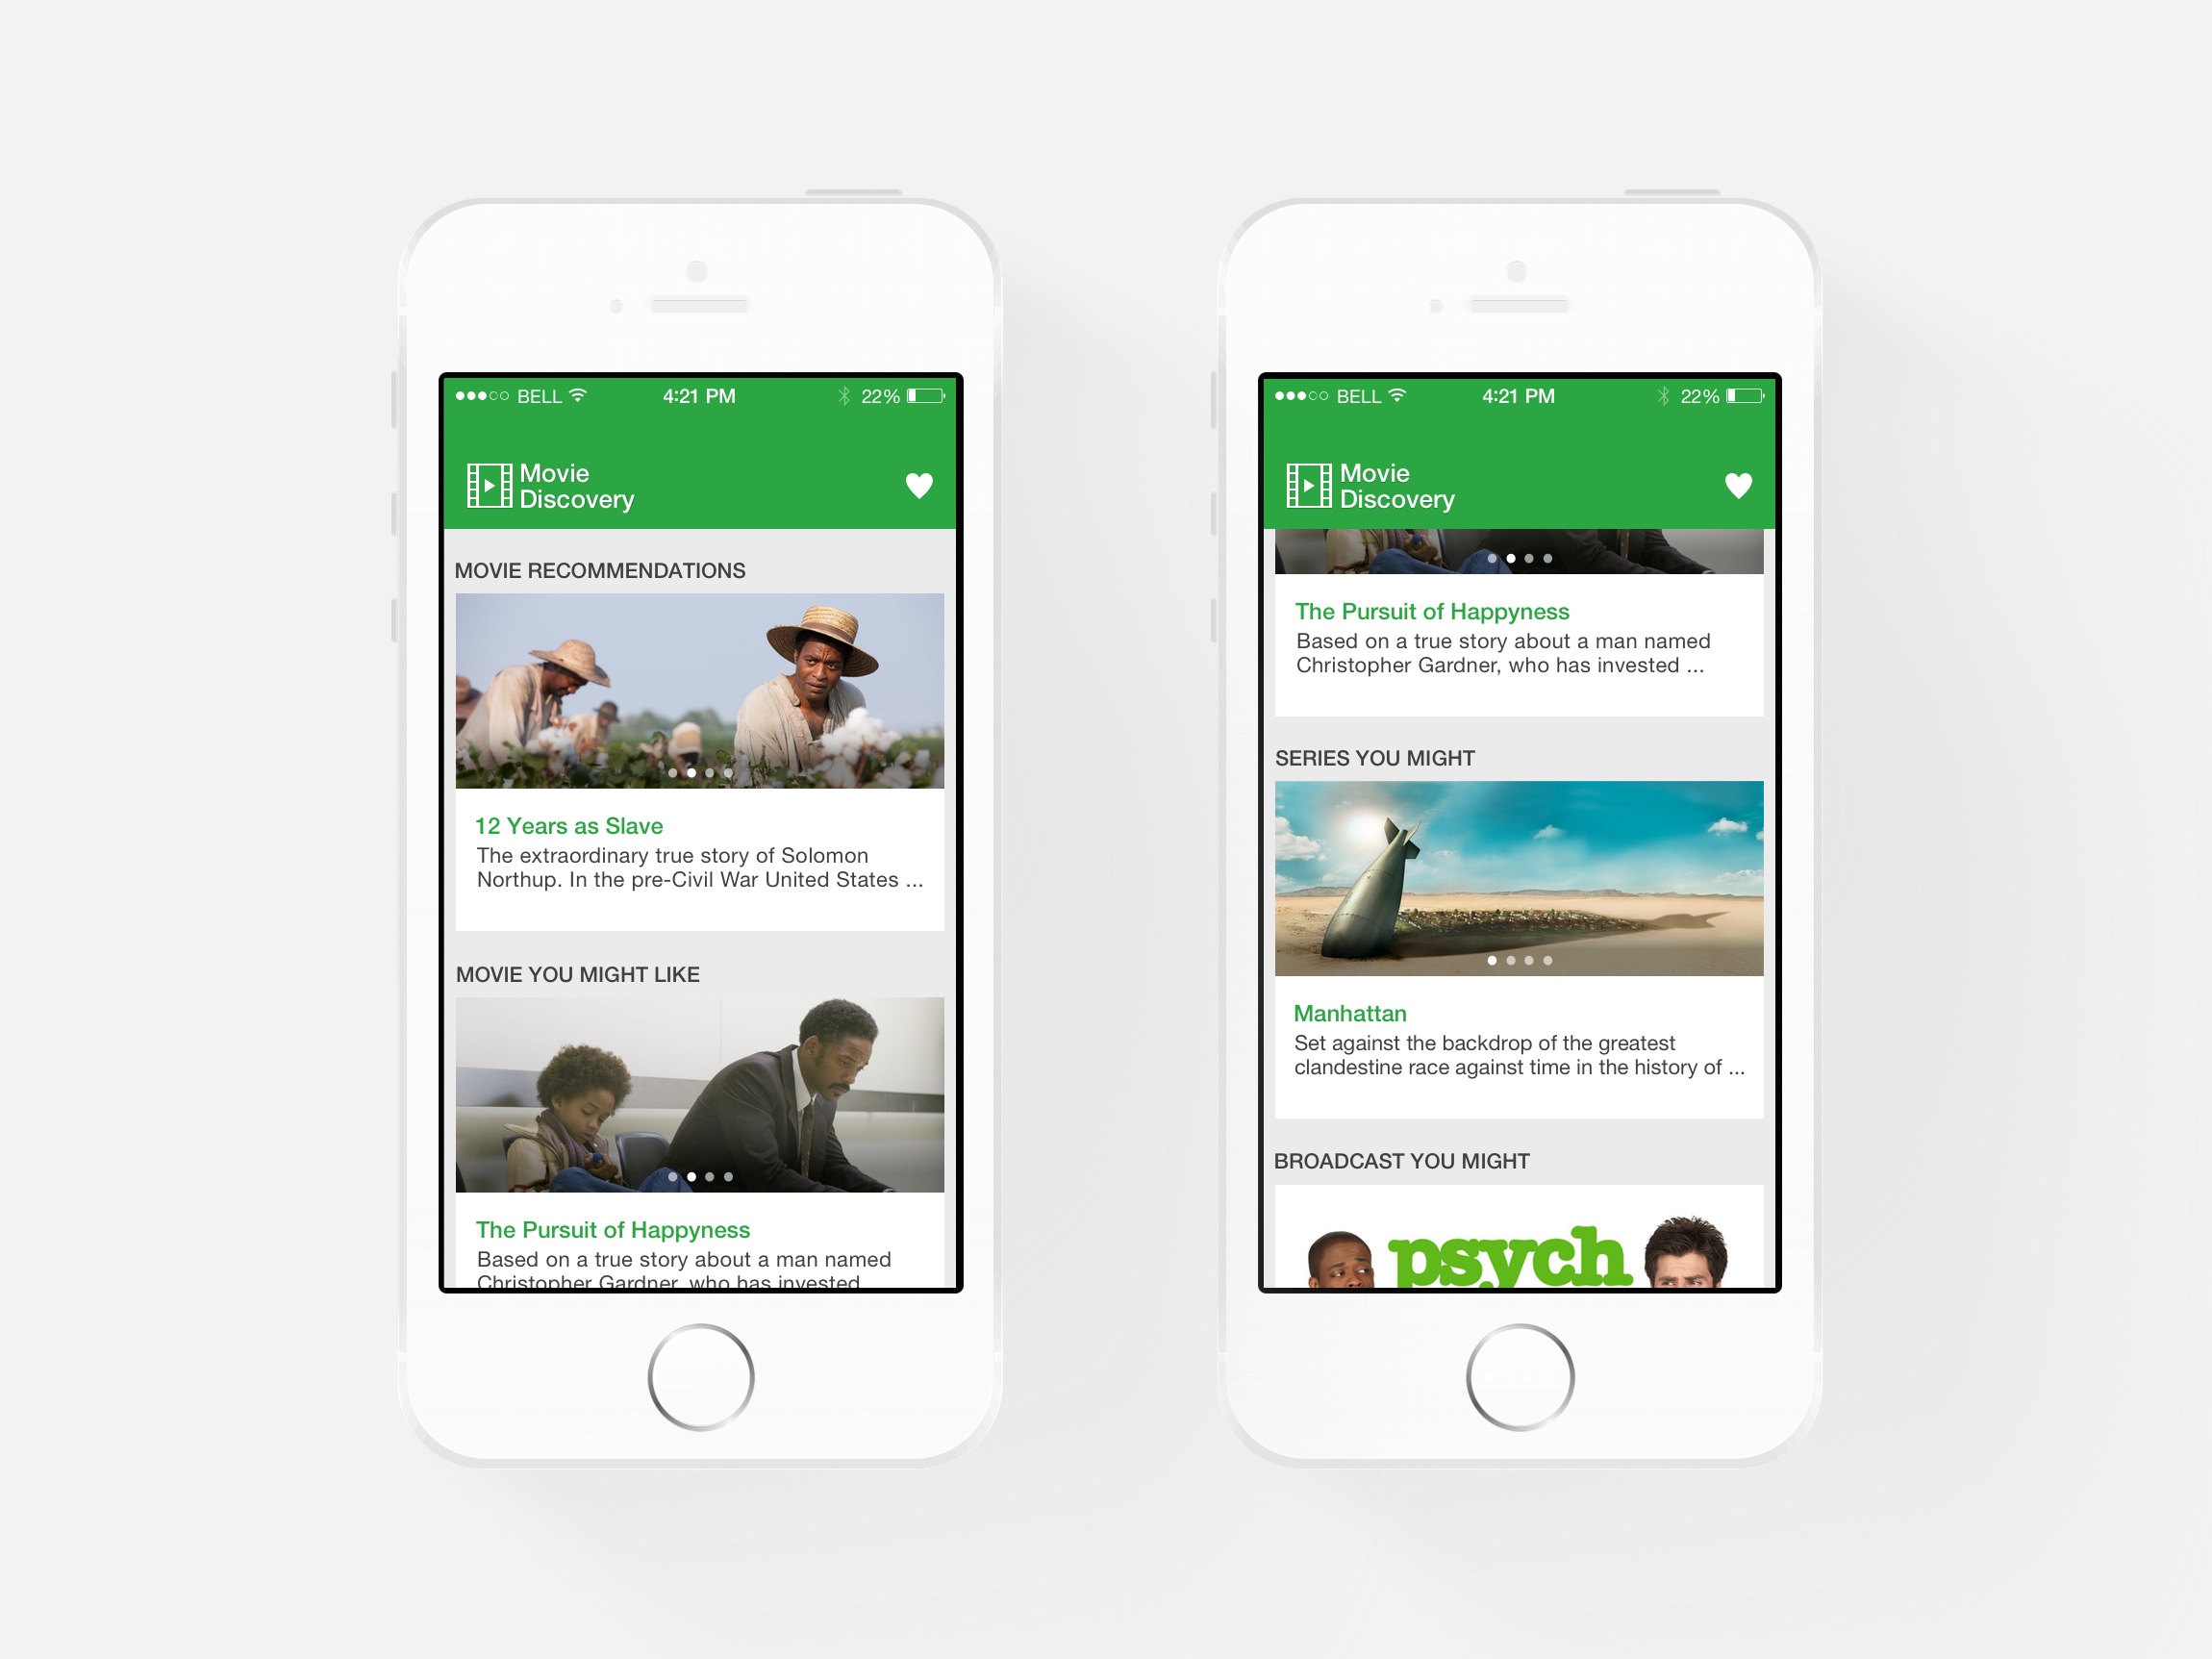 BELL 4:21 PM 22%
Movie
Discovery
MOVIE RECOMMENDATIONS
12 Years as Slave
The extraordinary true story of Solomon
Northup. In the pre-Civil War United States ...
MOVIE YOU MIGHT LIKE
The Pursuit of Happyness
Based on a true story about a man named
Christopher Gardner, who has invested
BELL 4:21 PM 22%
Movie
Discovery
The Pursuit of Happyness
Based on a true story about a man named
Christopher Gardner, who has invested ...
SERIES YOU MIGHT
Manhattan
Set against the backdrop of the greatest
clandestine race against time in the history of ...
BROADCAST YOU MIGHT
psych